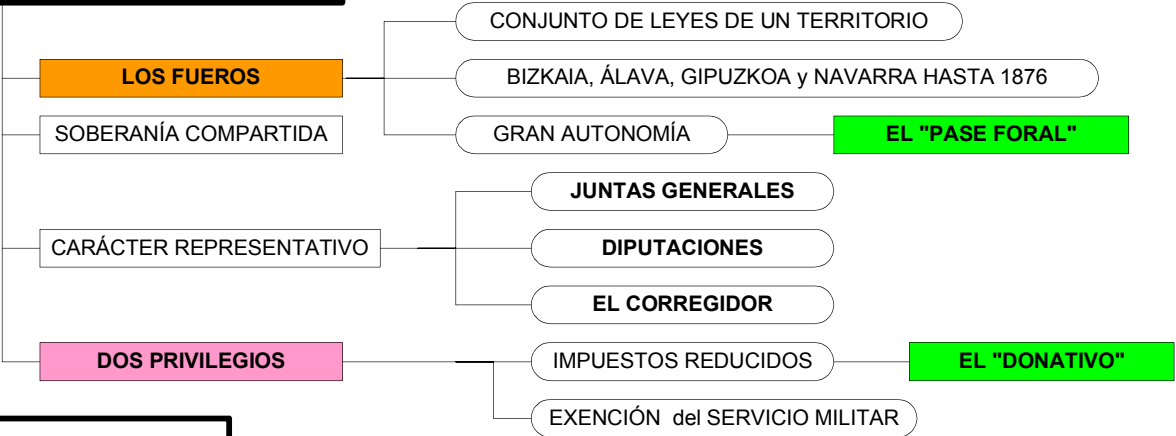 CONJUNTO DE LEYES DE UN TERRITORIO
LOS FUEROS
BIZKAIA, ÁLAVA, GIPUZKOA y NAVARRA HASTA 1876
SOBERANÍA COMPARTIDA
GRAN AUTONOMÍA
EL "PASE FORAL"
JUNTAS GENERALES
CARÁCTER REPRESENTATIVO
DIPUTACIONES
EL CORREGIDOR
DOS PRIVILEGIOS
IMPUESTOS REDUCIDOS
EL "DONATIVO"
EXENCIÓN del SERVICIO MILITAR